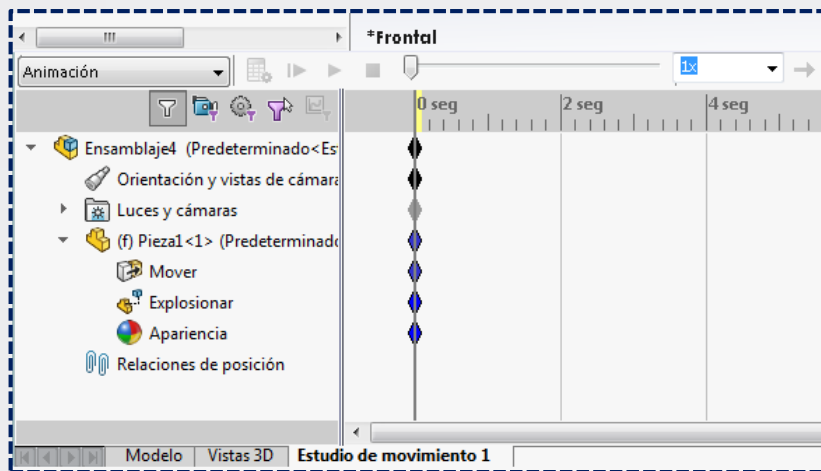 *Frontal
Animación
1x
0 seg 2 seg 4 seg
Ensamblaje4 (Predeterminado<Es
Orientación y vistas de cámara
Luces y cámaras
(f) Pieza1<1> (Predeterminado
Mover
Explosionar
Apariencia
Relaciones de posición
Modelo Vistas 3D Estudio de movimiento 1